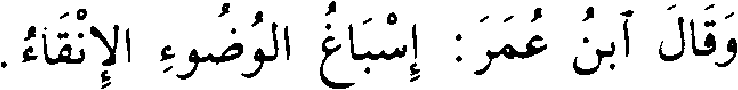 وَقَالَ ٱبنُ عُمَرَ: إِسْبَاغُ الوُضُوءِ الإِنْقَاءُ.